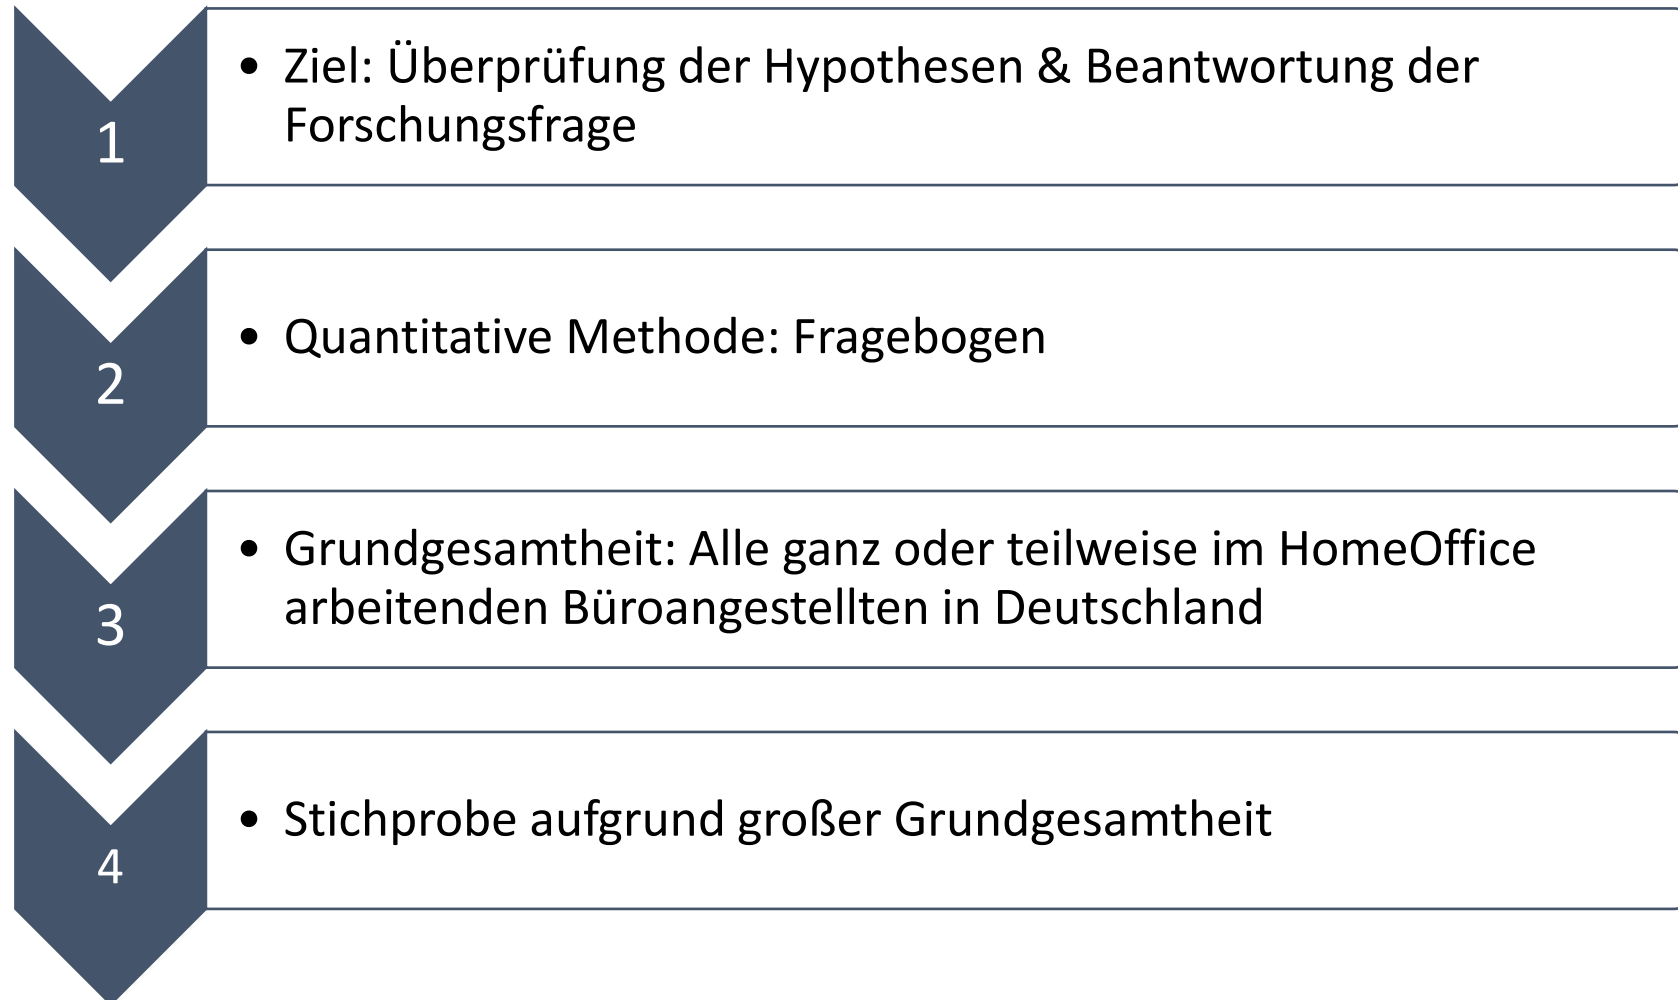 1
• Ziel: Überprüfung der Hypothesen & Beantwortung der
Forschungsfrage
2
• Quantitative Methode: Fragebogen
3
• Grundgesamtheit: Alle ganz oder teilweise im HomeOffice
arbeitenden Büroangestellten in Deutschland
4
• Stichprobe aufgrund großer Grundgesamtheit